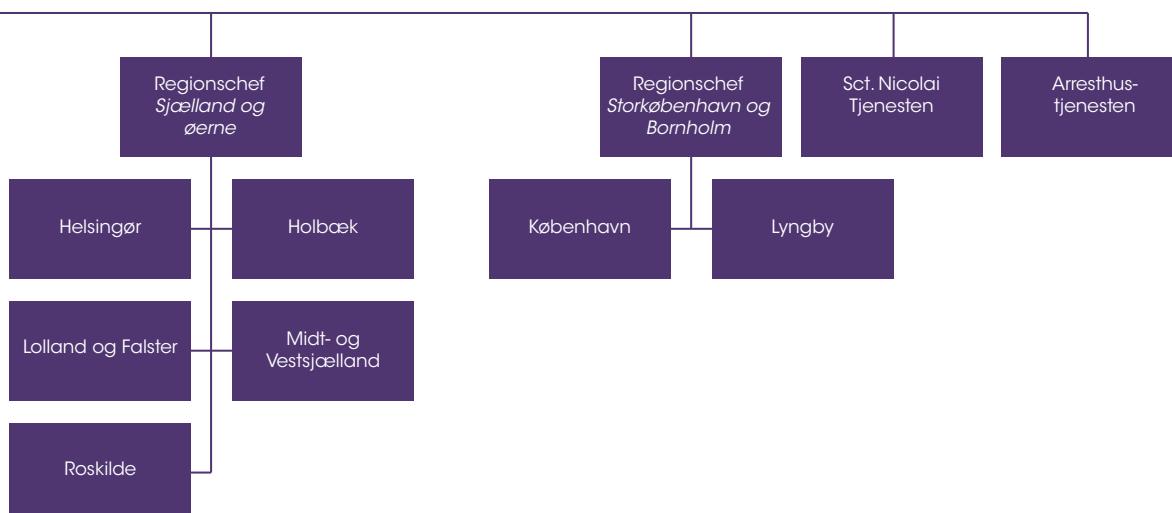 Regionschef
Sjælland og
øerne
Regionschef
Storkøbenhavn og
Bornholm
Sct. Nicolai
Tjenesten
Arresthus-
tjenesten
Helsingør
Holbæk
København
Lyngby
Lolland og Falster
Midt- og
Vestsjælland
Roskilde